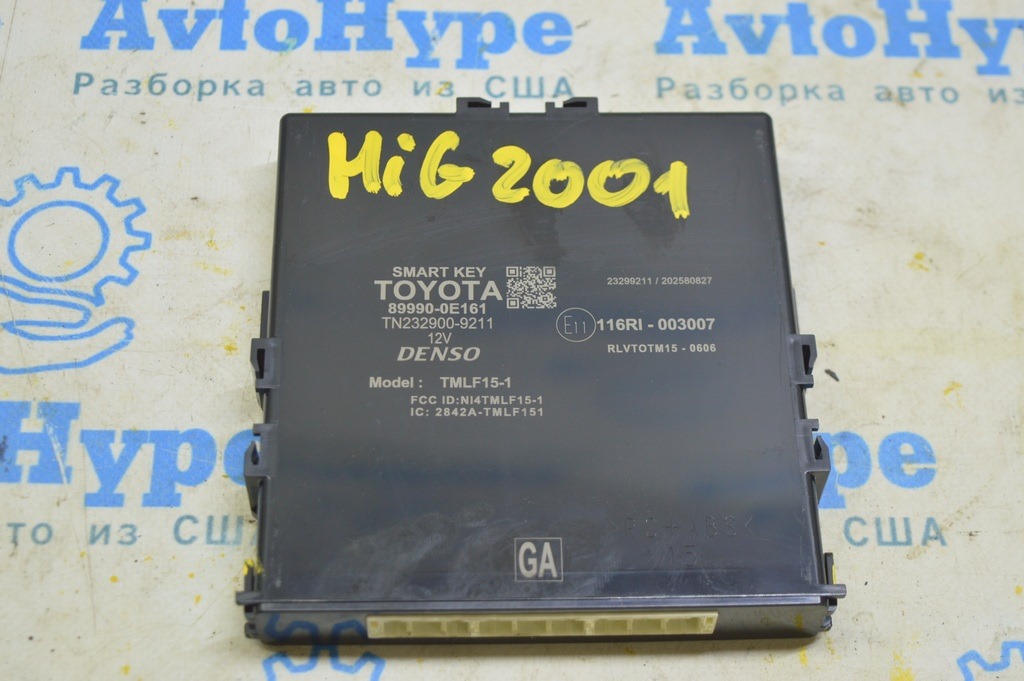 AvtoHype AvtoHy
Разборка авто из США Разборка авто из
HiG 2001
SMART KEY
TOYOTA
89990-0E161
TN232900-9211
12V
DENSO
Model : TMLF15-1
FCC ID:NI4TMLF15-1
IC: 2842A-TMLF151
23299211 / 202580827
E11 116RI - 003007
RLVTOTM15 - 0606
Hype
авто из США
США
GA